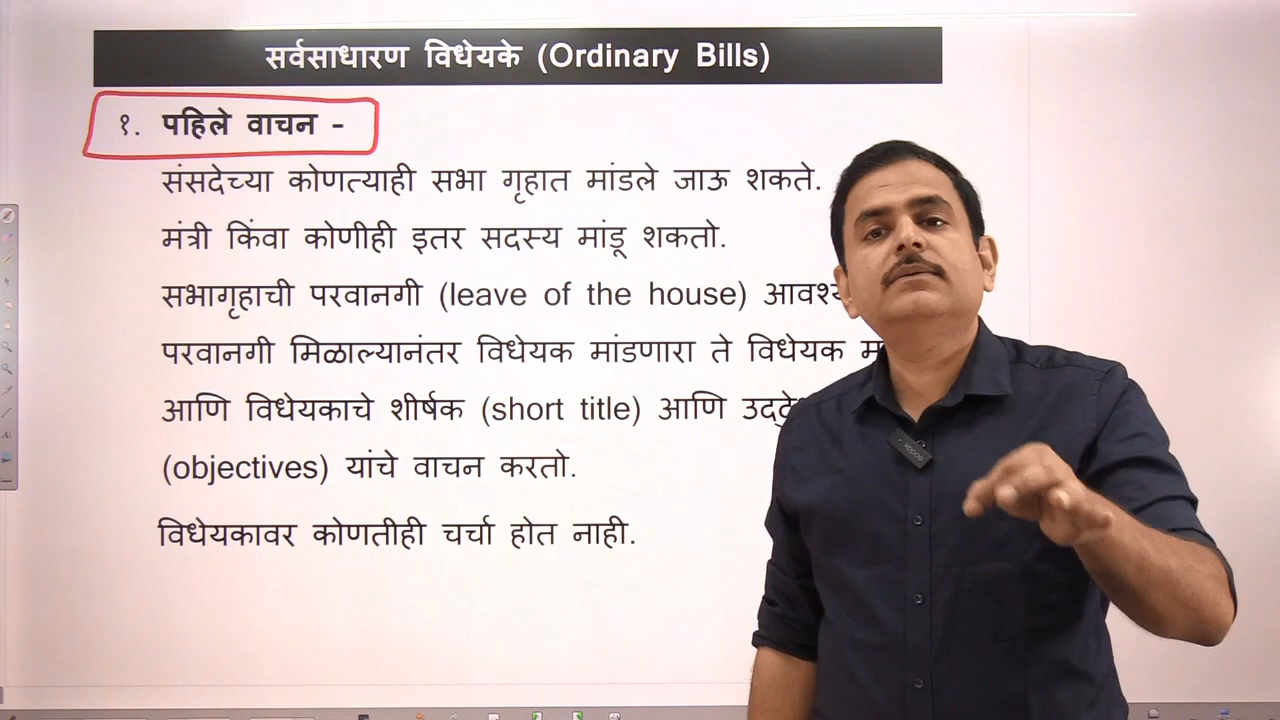 सर्वसाधारण विधेयके (Ordinary Bills)
१. पहिले वाचन -
संसदेच्या कोणत्याही सभा गृहात मांडले जाऊ शकते.
मंत्री किंवा कोणीही इतर सदस्य मांडू शकतो.
सभागृहाची परवानगी (leave of the house)
परवानगी मिळाल्यानंतर विधेयक मांडणारा ते विधेयक
आणि विधेयकाचे शीर्षक (short title) आणि
(objectives) यांचे वाचन करतो.
विधेयकावर कोणतीही चर्चा होत नाही.